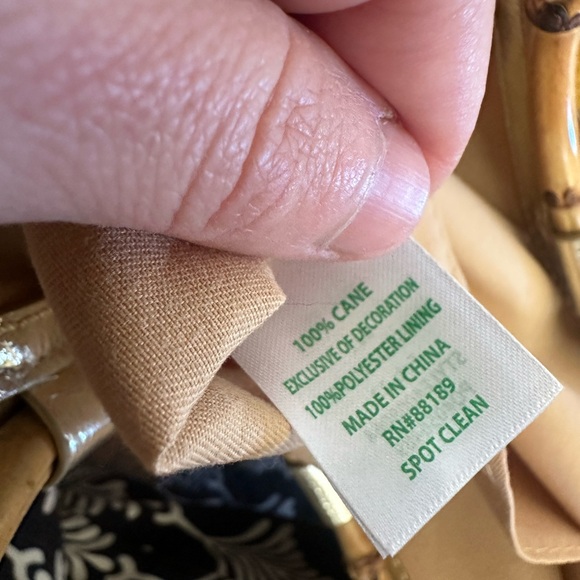 100% CANE
EXCLUSIVE OF DECORATION
100%POLYESTER LINING
MADE IN CHINA
RN#88189
SPOT CLEAN